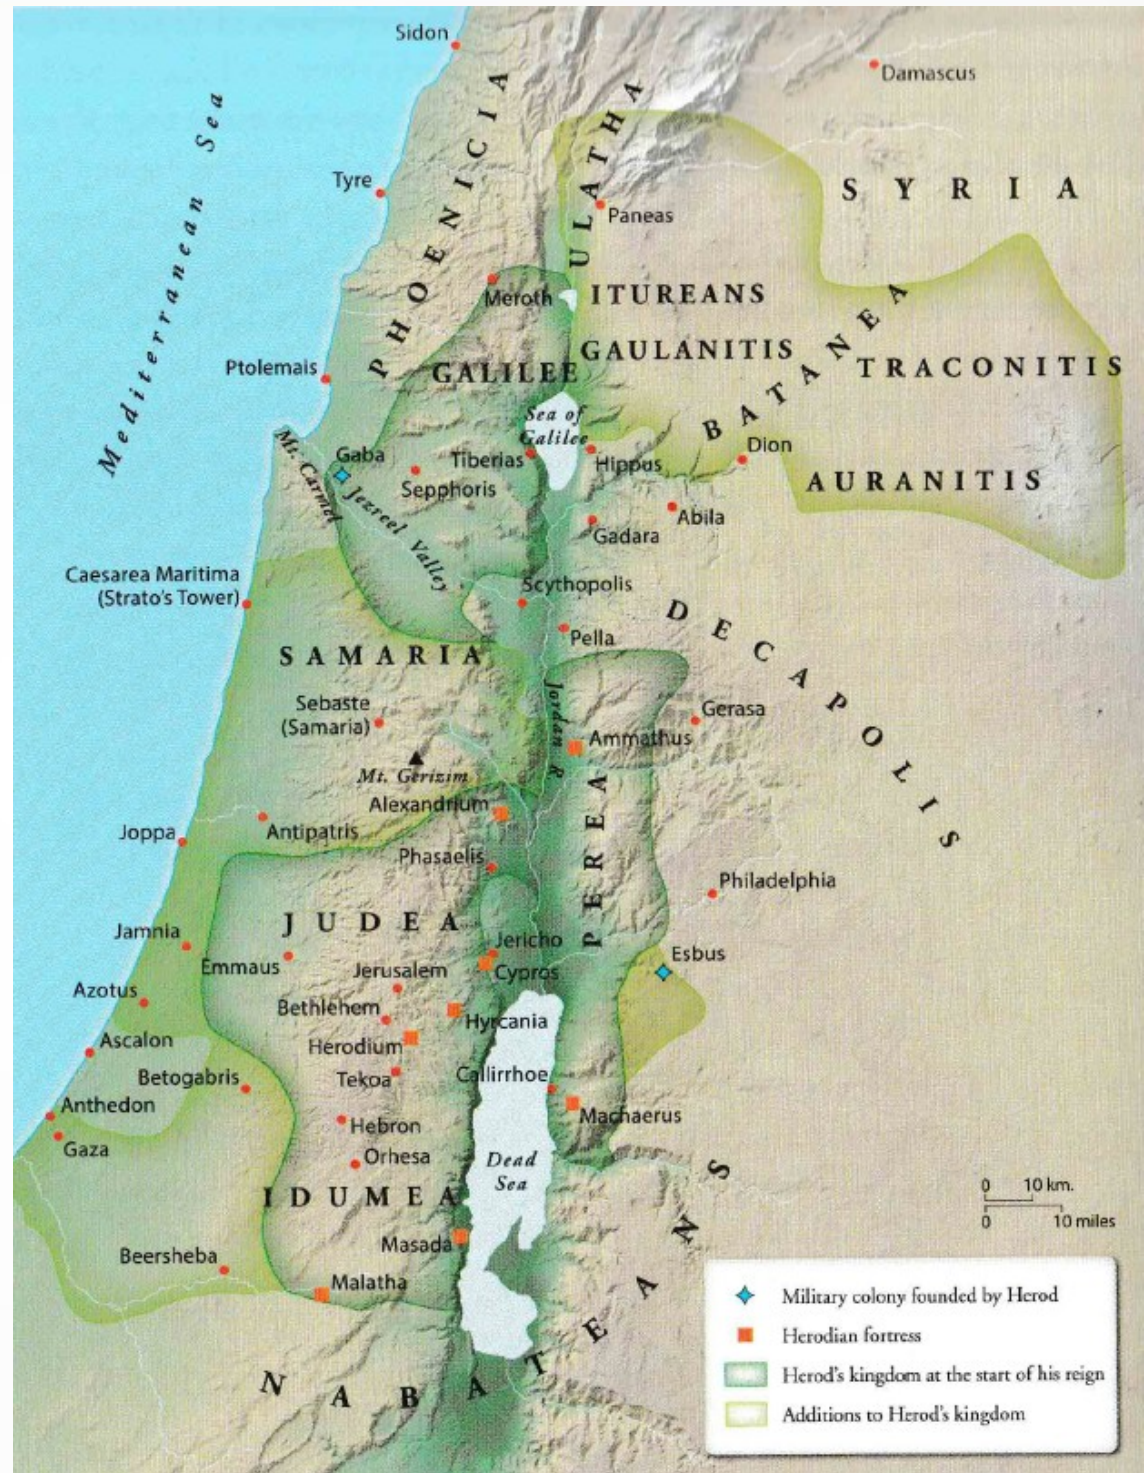 Sidon
Damascus
Mediterranean Sea
PHOENICIA
ULATHA
SYRIA
Tyre
Paneas
Meroth
ITUREANS
GAULANITIS
BATANEA
TRACONITIS
Ptolemais
GALILEE
Sea of
Galilee
Mt. Carmel
Gaba
Tiberias
Hippus
Dion
Sepphoris
AURANITIS
Jezreel Valley
Abila
Gadara
Caesarea Maritima
(Strato's Tower)
Scythopolis
DECAPOLIS
Pella
SAMARIA
Jordan R.
Sebaste
(Samaria)
Gerasa
Ammathus
Mt. Gerizim
Alexandrium
PEREA
Joppa
Antipatris
Phasaelis
Philadelphia
JUDEA
Jamnia
Jericho
Emmaus
Jerusalem
Cypros
Esbus
Azotus
Bethlehem
Hyrcania
Ascalon
Herodium
Betogabris
Tekoa
Callirrhoe
Anthedon
Machaerus
Gaza
Hebron
Orhesa
Dead
Sea
IDUMEA
0 10 km.
0 10 miles
Masada
Beersheba
Malatha
NABATEANS
Military colony founded by Herod
Herodian fortress
Herod's kingdom at the start of his reign
Additions to Herod's kingdom